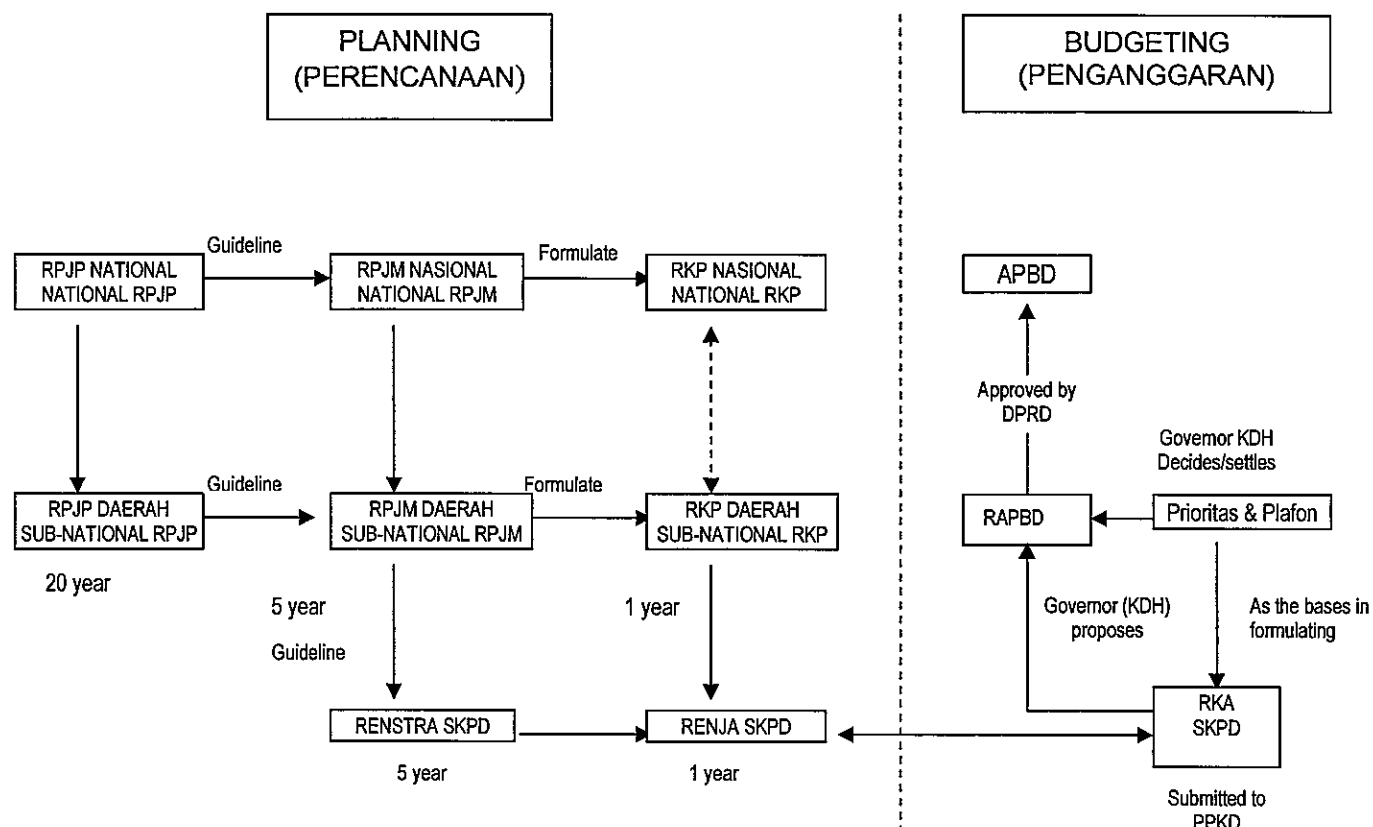 PLANNING
(PERENCANAAN)
BUDGETING
(PENGANGGARAN)
Guideline
Formulate
RPJP NATIONAL
NATIONAL RPJP
RPJM NASIONAL
NATIONAL RPJM
RKP NASIONAL
NATIONAL RKP
APBD
Approved by
DPRD
Governor KDH
Decides/settles
Guideline
Formulate
RPJP DAERAH
SUB-NATIONAL RPJP
RPJM DAERAH
SUB-NATIONAL RPJM
RKP DAERAH
SUB-NATIONAL RKP
RAPBD
Prioritas & Plafon
20 year
5 year
1 year
Guideline
Governor (KDH)
proposes
As the bases in
formulating
RENSTRA SKPD
RENJA SKPD
RKA
SKPD
5 year
1 year
Submitted to
PPKD